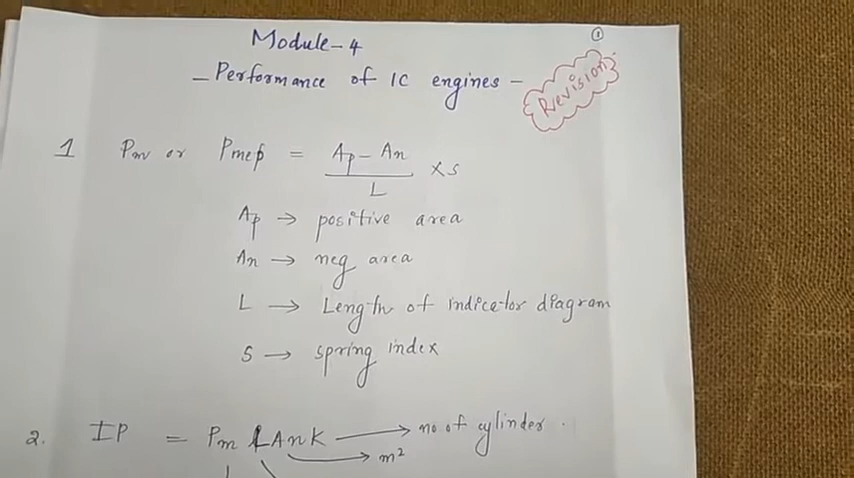 ①
Module-4
- Performance of IC engines -
Revision
1 Pm or Pmep = Ap - An / L × S
Ap → positive area
An → neg area
L → Length of indicator diagram
S → spring index
2. IP = Pm LAnK → no of cylinder.
→ m²